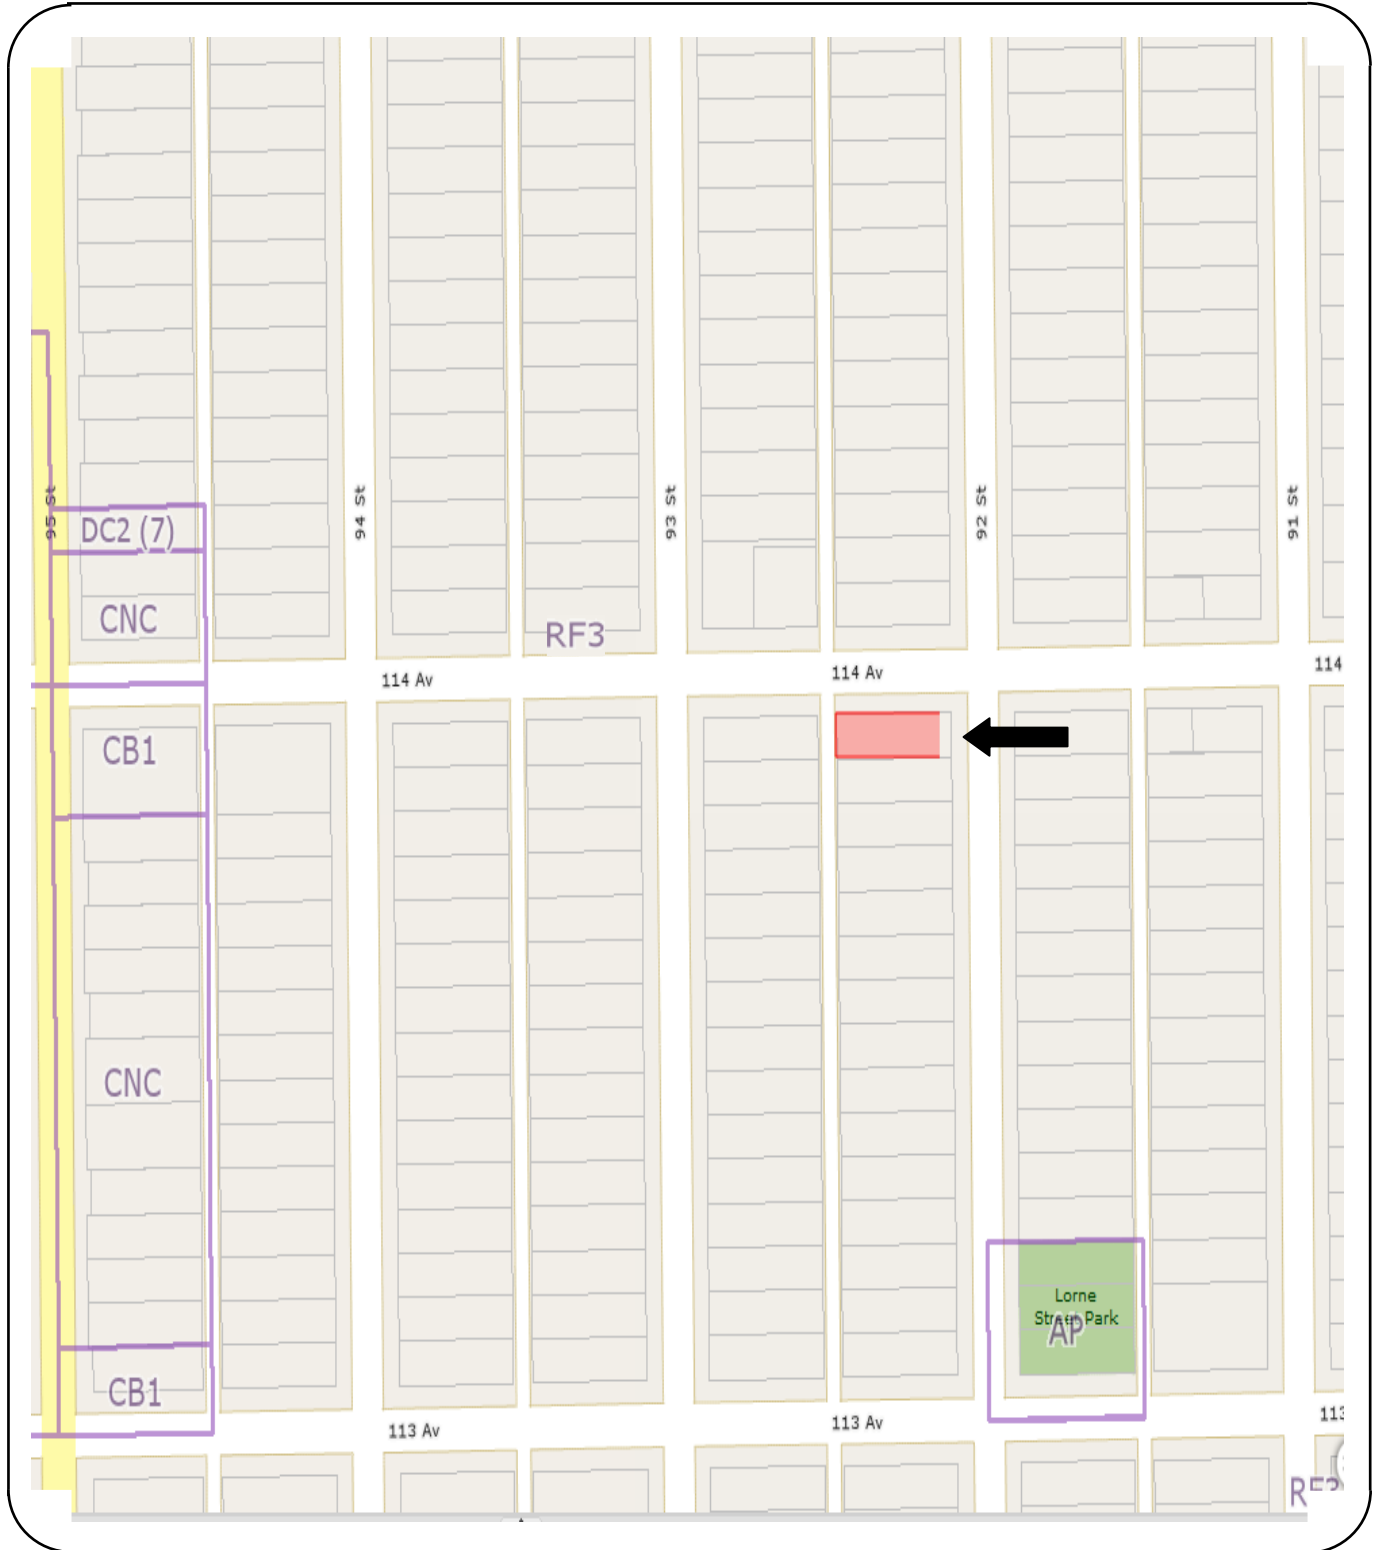 95 St
94 St
93 St
92 St
91 St
DC2 (7)
CNC
RF3
114 Av
114 Av
114
CB1
CNC
Lorne
Street Park
AP
CB1
113 Av
113 Av
113